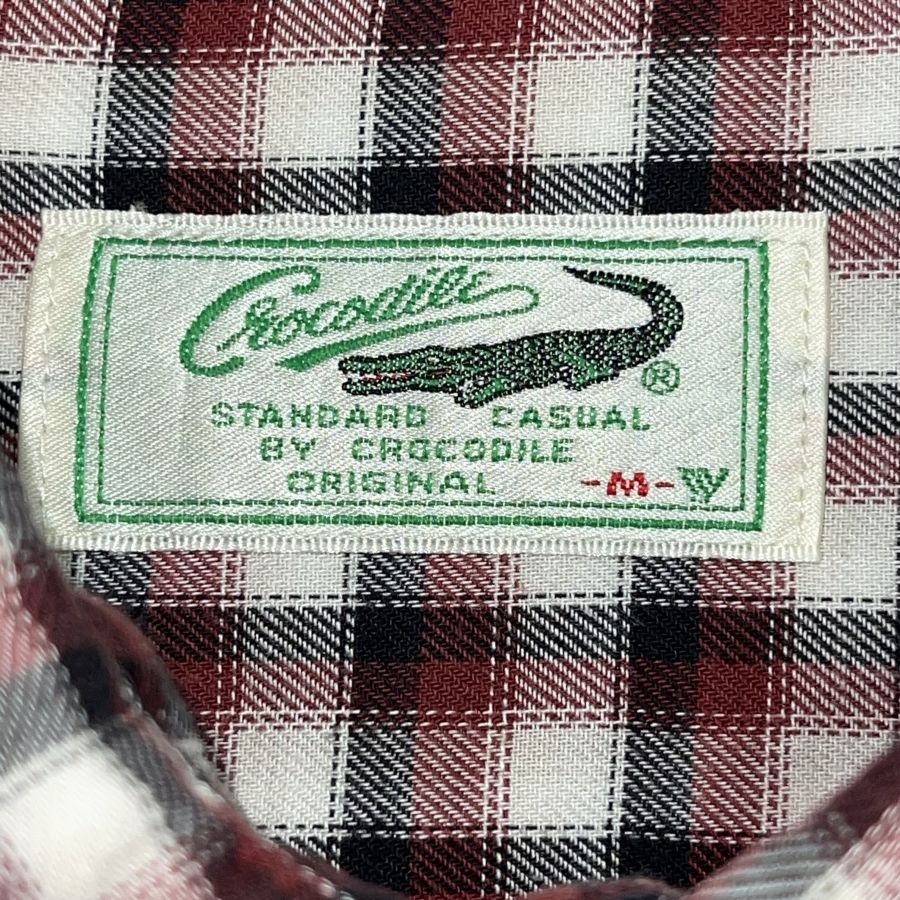 Crocodile ®
STANDARD CASUAL
BY CROCODILE
ORIGINAL -M- W